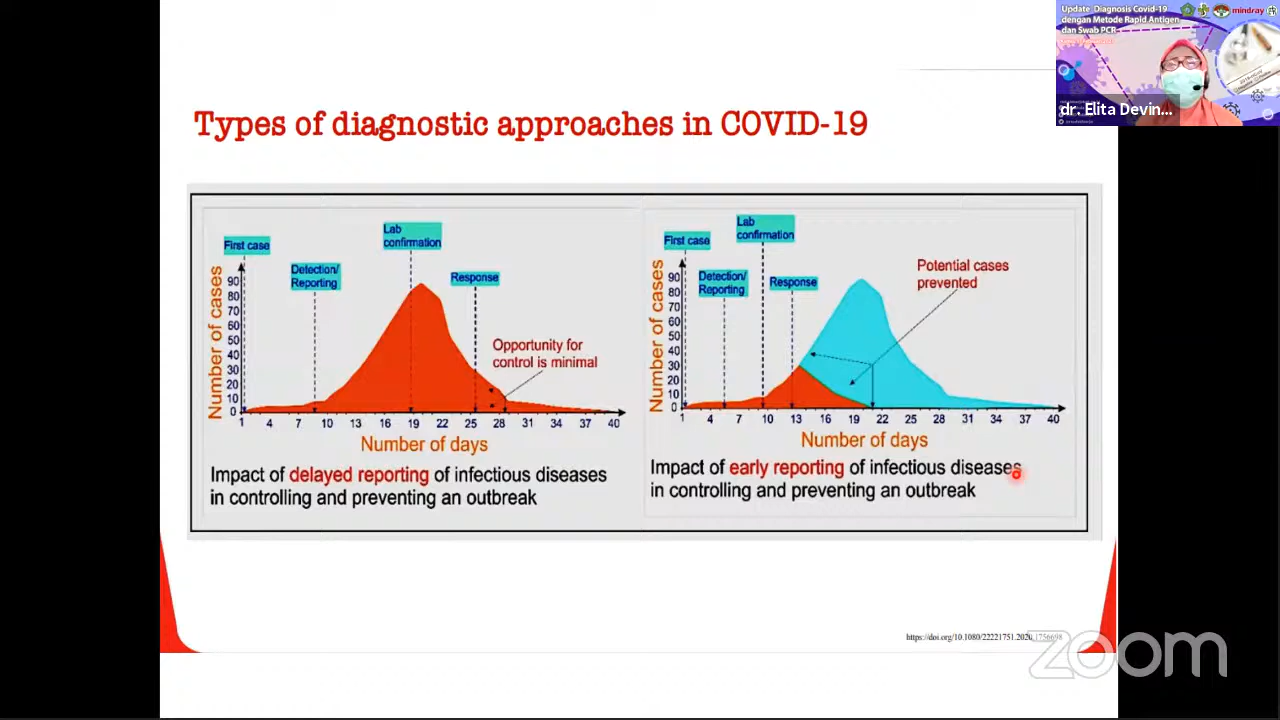 Update Diagnosis Covid-19
dengan Metode Rapid Antigen
dan Swab PCR
mindray
dr. Elita Devin...
Types of diagnostic approaches in COVID-19
First case
Detection/
Reporting
Lab
confirmation
Response
Number of cases
90
80
70
60
50
40
30
20
10
0
Opportunity for
control is minimal
1 4 7 10 13 16 19 22 25 28 31 34 37 40
Number of days
Impact of delayed reporting of infectious diseases
in controlling and preventing an outbreak
First case
Detection/
Reporting
Lab
confirmation
Response
Potential cases
prevented
Number of cases
90
80
70
60
50
40
30
20
10
0
1 4 7 10 13 16 19 22 25 28 31 34 37 40
Number of days
Impact of early reporting of infectious diseases
in controlling and preventing an outbreak
https://doi.org/10.1080/22221751.2020.1756698
zoom